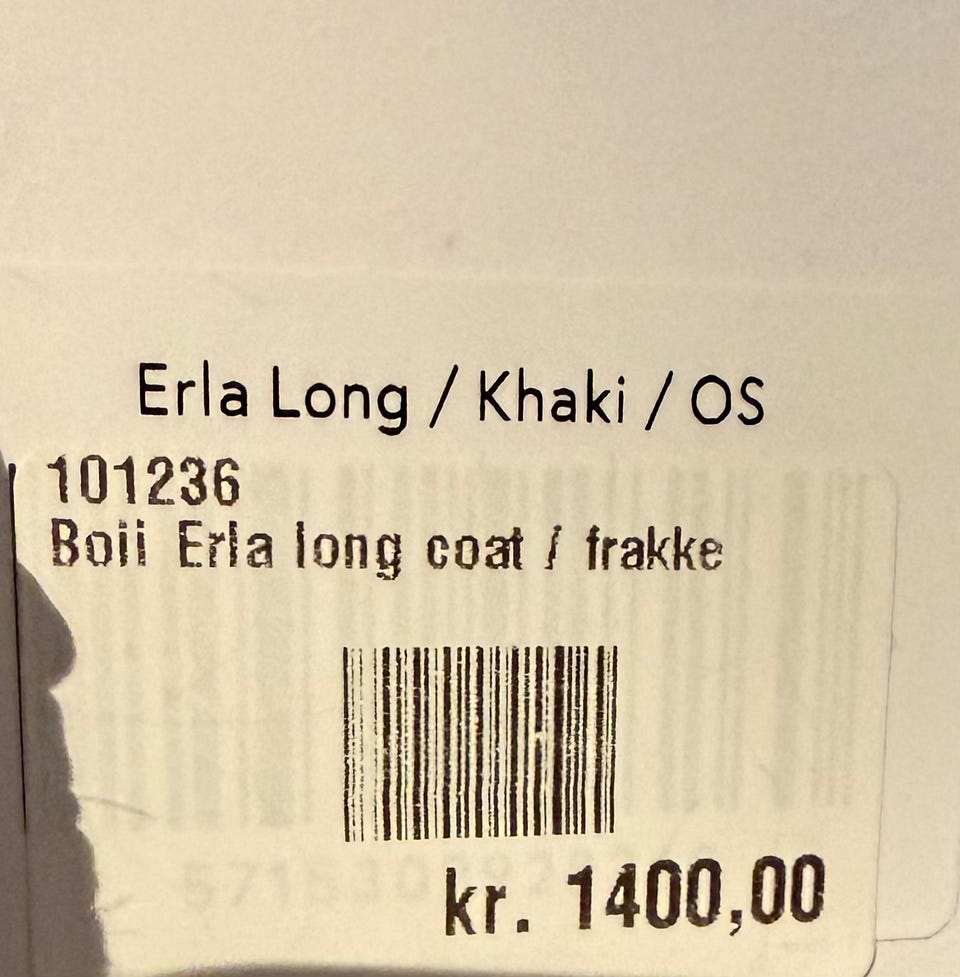 Erla Long / Khaki / OS
101236
Boii Erla long coat / frakke
kr. 1400,00